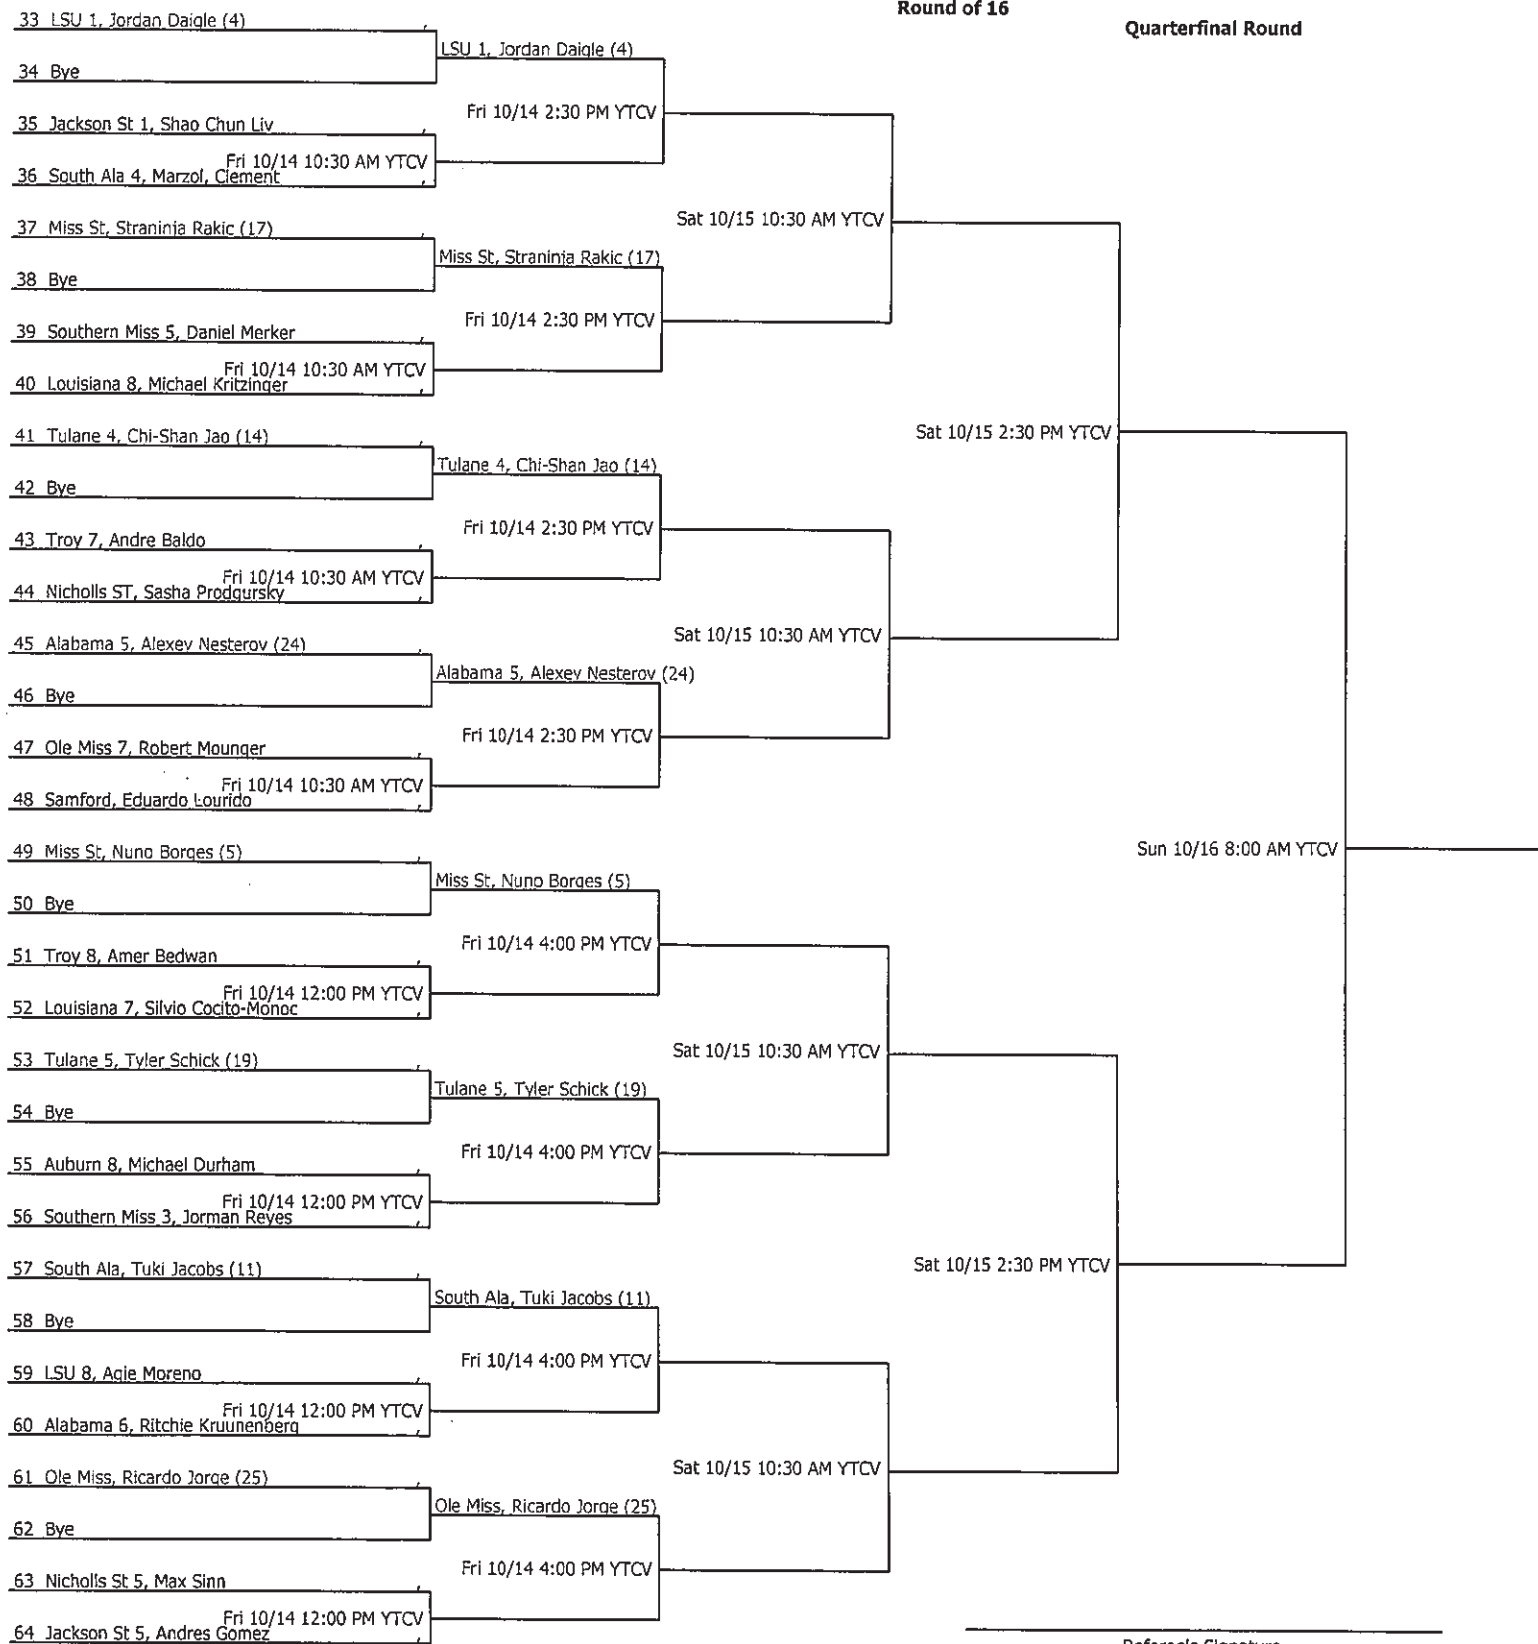 Round of 16
Quarterfinal Round
33 LSU 1, Jordan Daigle (4)
LSU 1, Jordan Daigle (4)
34 Bye
Fri 10/14 2:30 PM YTCV
35 Jackson St 1, Shao Chun Liv
Fri 10/14 10:30 AM YTCV
36 South Ala 4, Marzol, Clement
Sat 10/15 10:30 AM YTCV
37 Miss St, Straninja Rakic (17)
Miss St, Straninja Rakic (17)
38 Bye
Fri 10/14 2:30 PM YTCV
39 Southern Miss 5, Daniel Merker
Fri 10/14 10:30 AM YTCV
40 Louisiana 8, Michael Kritzinger
Sat 10/15 2:30 PM YTCV
41 Tulane 4, Chi-Shan Jao (14)
Tulane 4, Chi-Shan Jao (14)
42 Bye
Fri 10/14 2:30 PM YTCV
43 Troy 7, Andre Baldo
Fri 10/14 10:30 AM YTCV
44 Nicholls ST, Sasha Prodgursky
Sat 10/15 10:30 AM YTCV
45 Alabama 5, Alexey Nesterov (24)
Alabama 5, Alexey Nesterov (24)
46 Bye
Fri 10/14 2:30 PM YTCV
47 Ole Miss 7, Robert Mounger
Fri 10/14 10:30 AM YTCV
48 Samford, Eduardo Lourido
Sun 10/16 8:00 AM YTCV
49 Miss St, Nuno Borges (5)
Miss St, Nuno Borges (5)
50 Bye
Fri 10/14 4:00 PM YTCV
51 Troy 8, Amer Bedwan
Fri 10/14 12:00 PM YTCV
52 Louisiana 7, Silvio Cocito-Monoc
Sat 10/15 10:30 AM YTCV
53 Tulane 5, Tyler Schick (19)
Tulane 5, Tyler Schick (19)
54 Bye
Fri 10/14 4:00 PM YTCV
55 Auburn 8, Michael Durham
Fri 10/14 12:00 PM YTCV
56 Southern Miss 3, Jorman Reyes
Sat 10/15 2:30 PM YTCV
57 South Ala, Tuki Jacobs (11)
South Ala, Tuki Jacobs (11)
58 Bye
Fri 10/14 4:00 PM YTCV
59 LSU 8, Agie Moreno
Fri 10/14 12:00 PM YTCV
60 Alabama 6, Ritchie Kruunenberg
Sat 10/15 10:30 AM YTCV
61 Ole Miss, Ricardo Jorge (25)
Ole Miss, Ricardo Jorge (25)
62 Bye
Fri 10/14 4:00 PM YTCV
63 Nicholls St 5, Max Sinn
Fri 10/14 12:00 PM YTCV
64 Jackson St 5, Andres Gomez